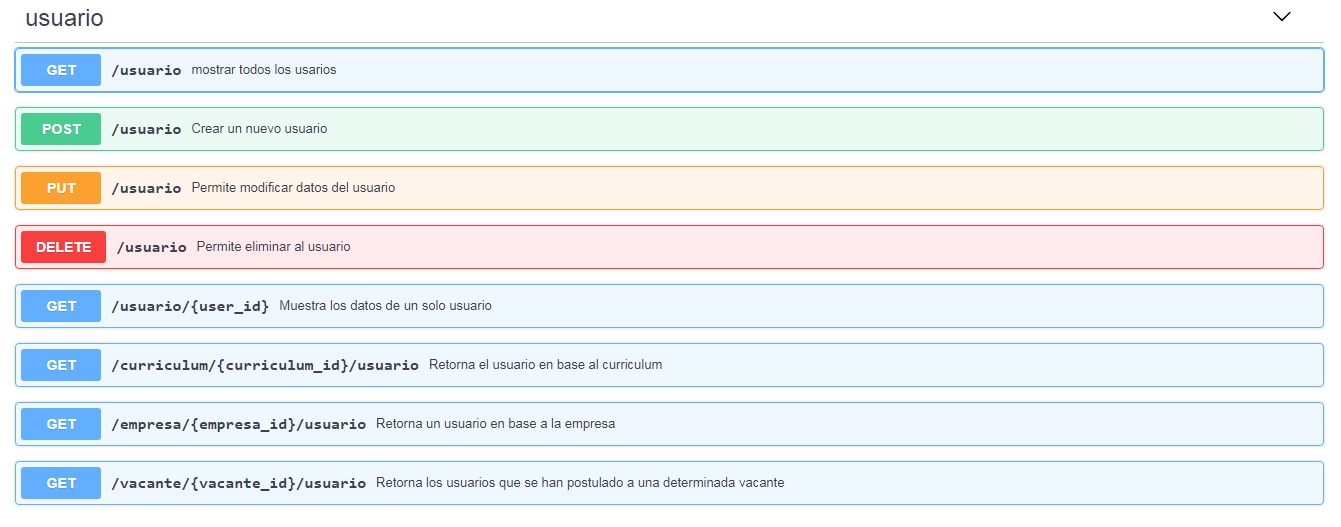 usuario
GET /usuario mostrar todos los usarios
POST /usuario Crear un nuevo usuario
PUT /usuario Permite modificar datos del usuario
DELETE /usuario Permite eliminar al usuario
GET /usuario/{user_id} Muestra los datos de un solo usuario
GET /curriculum/{curriculum_id}/usuario Retorna el usuario en base al curriculum
GET /empresa/{empresa_id}/usuario Retorna un usuario en base a la empresa
GET /vacante/{vacante_id}/usuario Retorna los usuarios que se han postulado a una determinada vacante